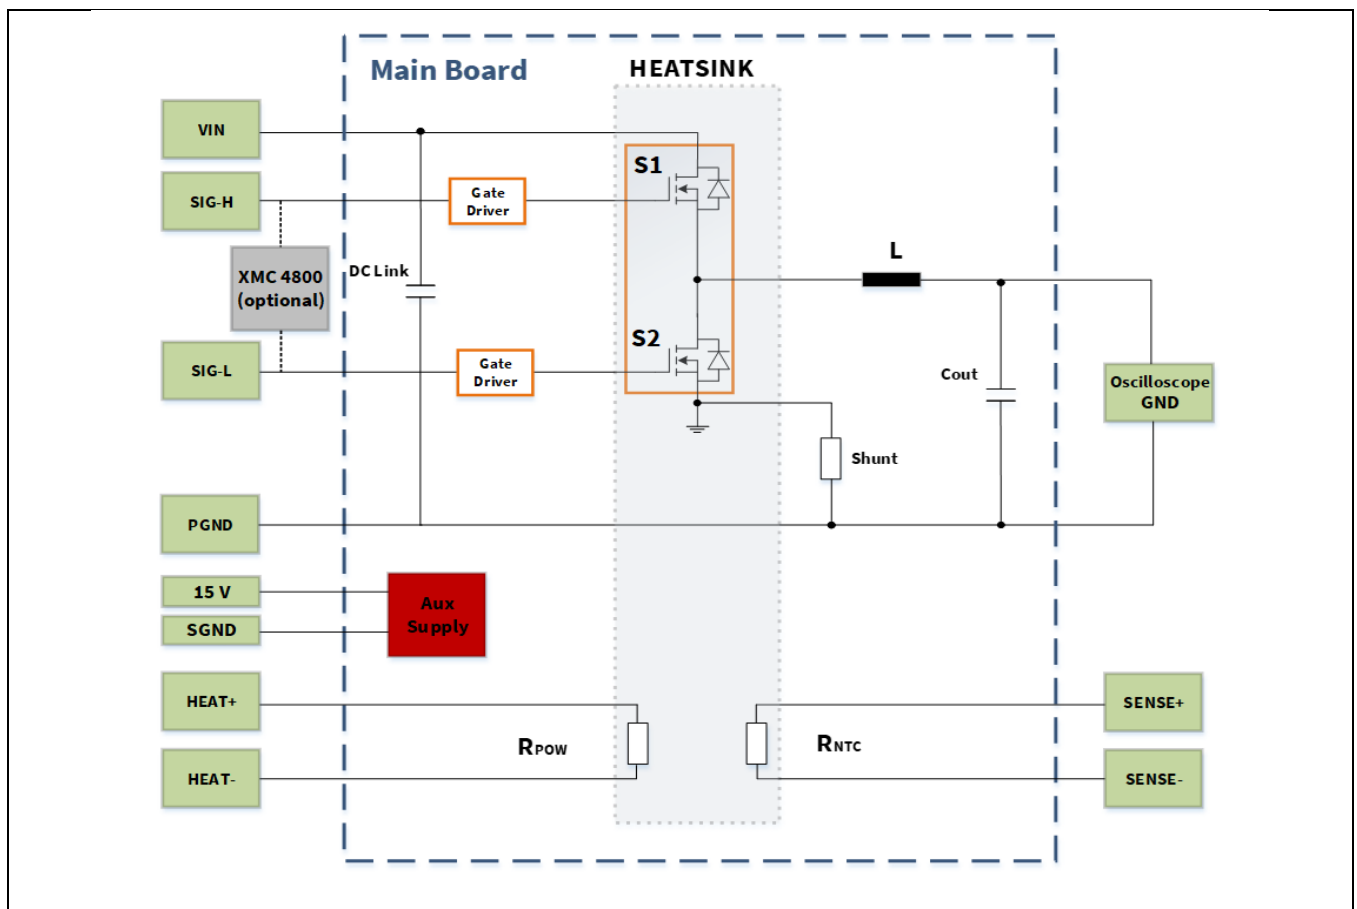 Main Board
HEATSINK
VIN
S1
SIG-H
Gate
Driver
L
XMC 4800
(optional)
DC Link
S2
SIG-L
Gate
Driver
Cout
Oscilloscope
GND
Shunt
PGND
15 V
SGND
Aux
Supply
HEAT+
SENSE+
RPOW
RNTC
HEAT-
SENSE-